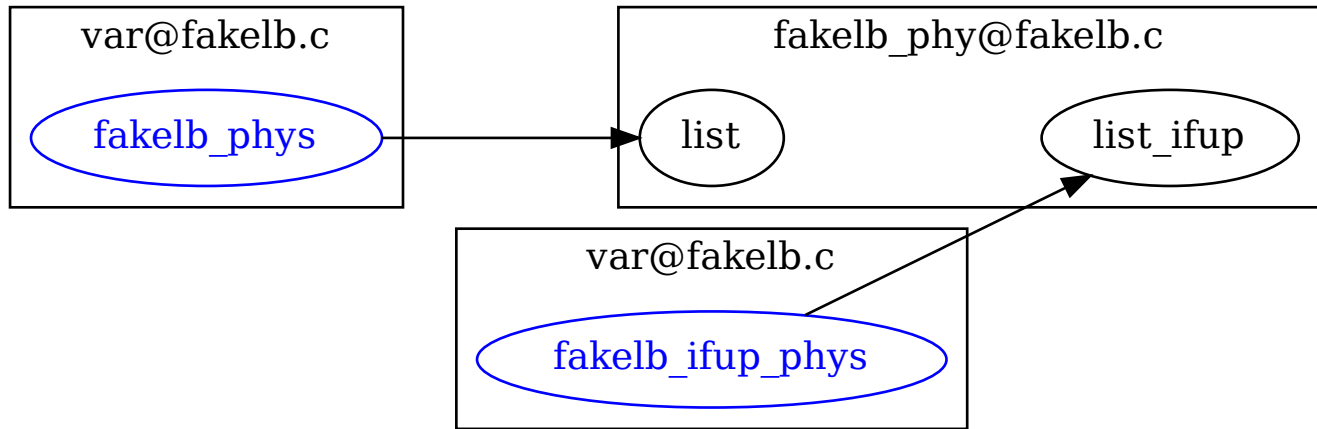 var@fakelb.c
fakelb_phys
fakelb_phy@fakelb.c
list
list_ifup
var@fakelb.c
fakelb_ifup_phys